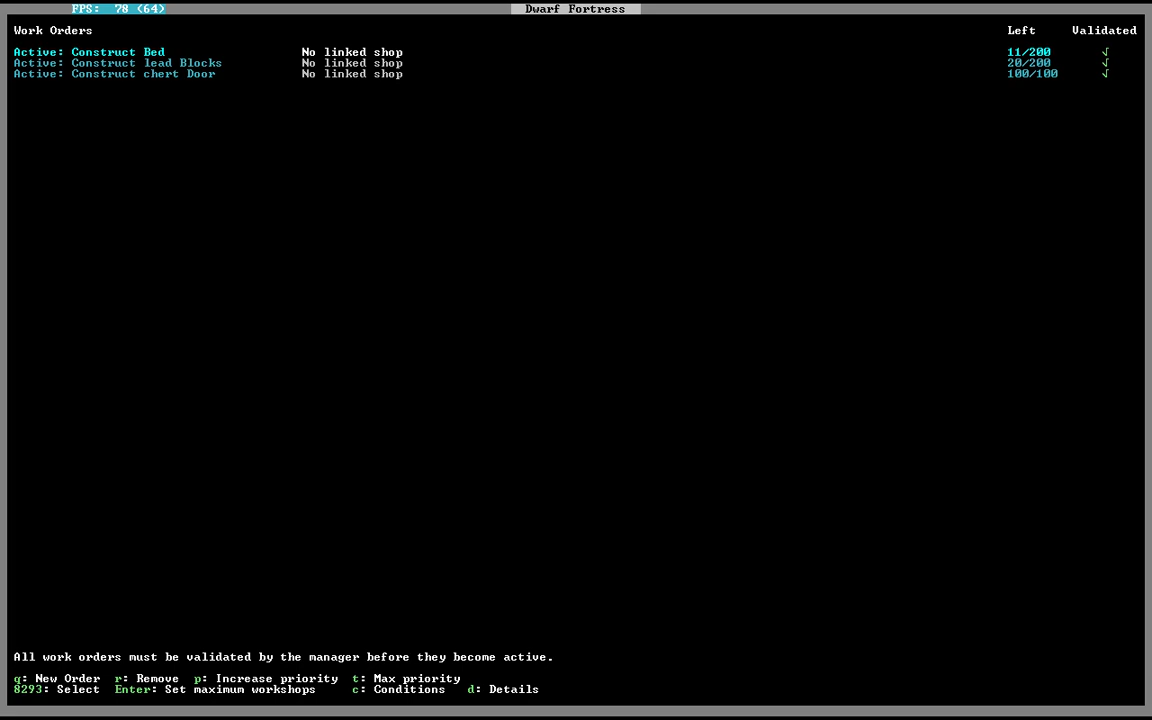 FPS: 78 (64) Dwarf Fortress
Work Orders Left Validated
Active: Construct Bed No linked shop 11/200 √
Active: Construct lead Blocks No linked shop 20/200 √
Active: Construct chert Door No linked shop 100/100 √
All work orders must be validated by the manager before they become active.
q: New Order r: Remove p: Increase priority t: Max priority
8293: Select Enter: Set maximum workshops c: Conditions d: Details